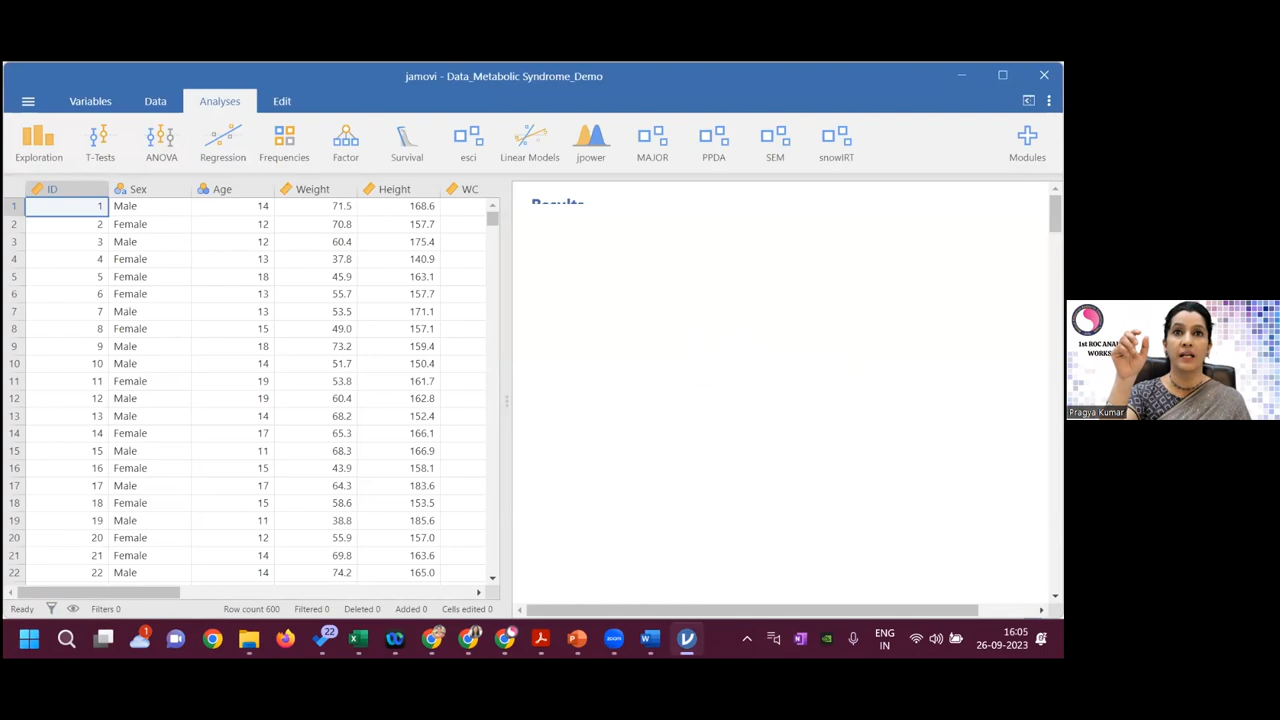 jamovi - Data_Metabolic Syndrome_Demo
Variables Data Analyses Edit
Exploration T-Tests ANOVA Regression Frequencies Factor Survival esci Linear Models jpower MAJOR PPDA SEM snowIRT Modules
ID Sex Age Weight Height WC
1 1 Male 14 71.5 168.6
2 2 Female 12 70.8 157.7
3 3 Male 12 60.4 175.4
4 4 Female 13 37.8 140.9
5 5 Female 18 45.9 163.1
6 6 Female 13 55.7 157.7
7 7 Male 13 53.5 171.1
8 8 Female 15 49.0 157.1
9 9 Male 18 73.2 159.4
10 10 Male 14 51.7 150.4
11 11 Female 19 53.8 161.7
12 12 Male 19 60.4 162.8
13 13 Male 14 68.2 152.4
14 14 Female 17 65.3 166.1
15 15 Male 11 68.3 166.9
16 16 Female 15 43.9 158.1
17 17 Male 17 64.3 183.6
18 18 Female 15 58.6 153.5
19 19 Male 11 38.8 185.6
20 20 Female 12 55.9 157.0
21 21 Female 14 69.8 163.6
22 22 Male 14 74.2 165.0
Results
Ready Filters 0 Row count 600 Filtered 0 Deleted 0 Added 0 Cells edited 0
1st ROC ANA
WORKS
Pragya Kumar
1 22 zoom ENG
IN
16:05
26-09-2023